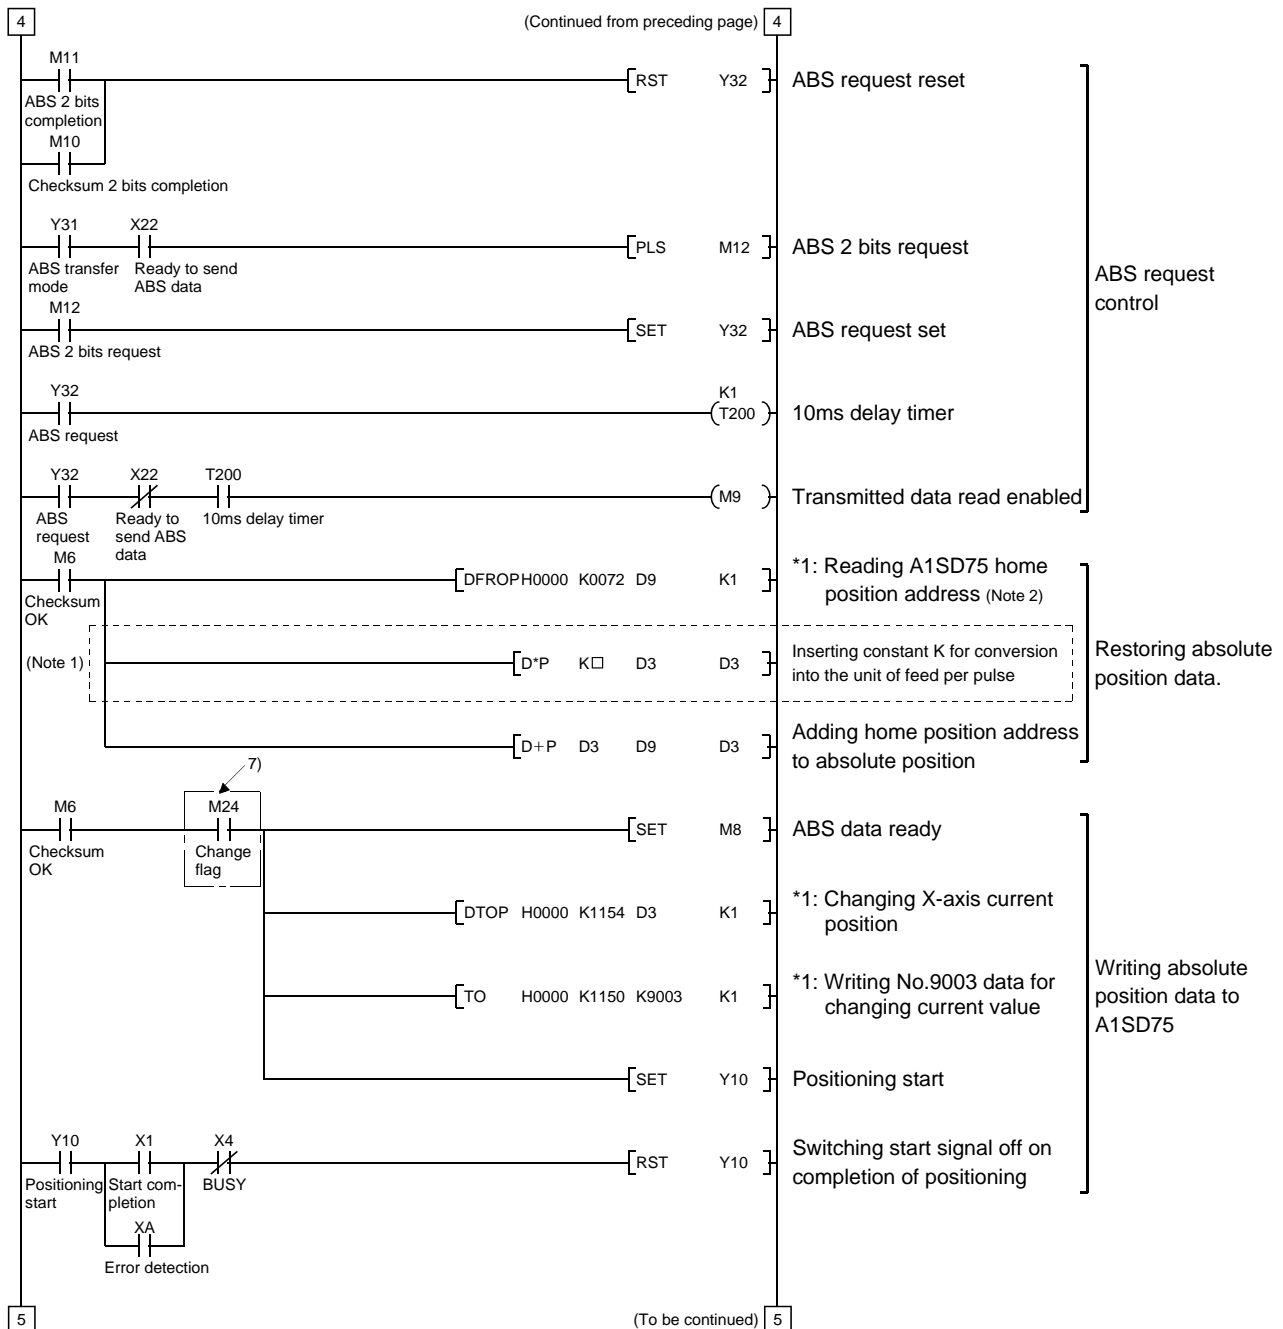 4 (Continued from preceding page) 4
M11
RST Y32 ABS request reset
ABS 2 bits
completion
M10
Checksum 2 bits completion
Y31 X22
PLS M12 ABS 2 bits request
ABS transfer Ready to send
mode ABS data
M12
SET Y32 ABS request set
ABS 2 bits request
ABS request
control
Y32 K1
T200 10ms delay timer
ABS request
Y32 X22 T200
M9 Transmitted data read enabled
ABS Ready to 10ms delay timer
request send ABS
data
M6
DFROPH0000 K0072 D9 K1 *1: Reading A1SD75 home
position address (Note 2)
Checksum
OK
(Note 1) D*P K□ D3 D3 Inserting constant K for conversion
into the unit of feed per pulse
Restoring absolute
position data.
D+P D3 D9 D3 Adding home position address
to absolute position
7)
M6 M24
SET M8 ABS data ready
Checksum Change
OK flag
DTOP H0000 K1154 D3 K1 *1: Changing X-axis current
position
TO H0000 K1150 K9003 K1 *1: Writing No.9003 data for
changing current value
Writing absolute
position data to
A1SD75
SET Y10 Positioning start
Y10 X1 X4
RST Y10 Switching start signal off on
completion of positioning
Positioning Start com- BUSY
start pletion
XA
Error detection
5 (To be continued) 5